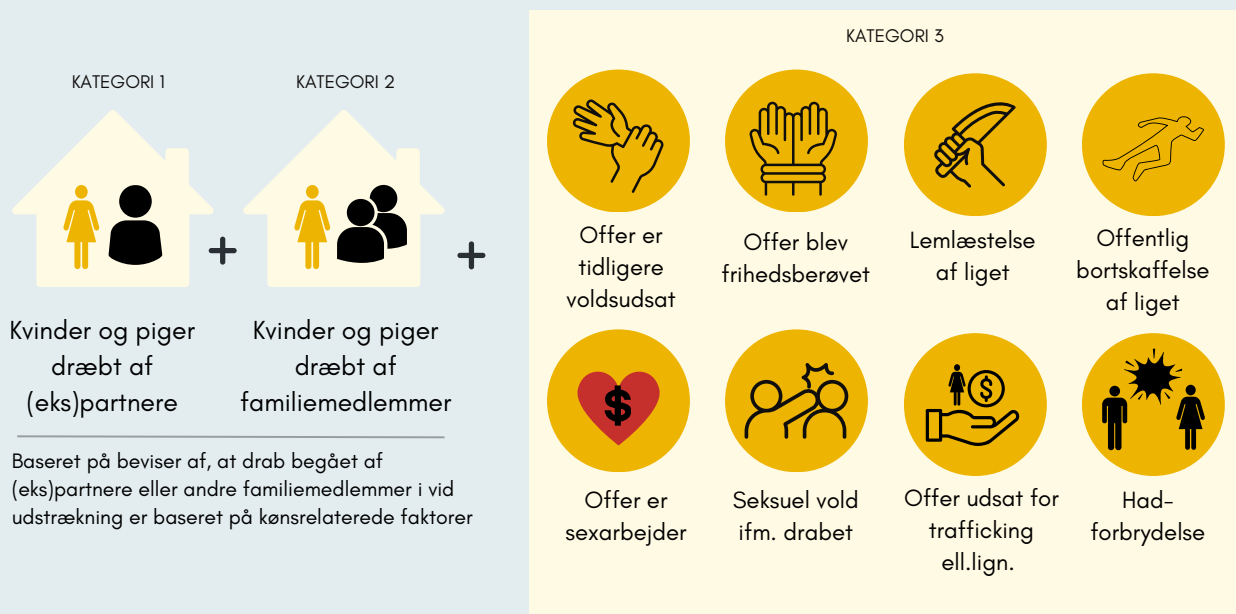 KATEGORI 1
Kvinder og piger
dræbt af
(eks)partnere
+
KATEGORI 2
Kvinder og piger
dræbt af
familiemedlemmer
+
Baseret på beviser af, at drab begået af
(eks)partnere eller andre familiemedlemmer i vid
udstrækning er baseret på kønsrelaterede faktorer
KATEGORI 3
Offer er
tidligere
voldsudsat
Offer blev
frihedsberøvet
Lemlæstelse
af liget
Offentlig
bortskaffelse
af liget
$
Offer er
sexarbejder
Seksuel vold
ifm. drabet
$
Offer udsat for
trafficking
ell.lign.
Had-
forbrydelse